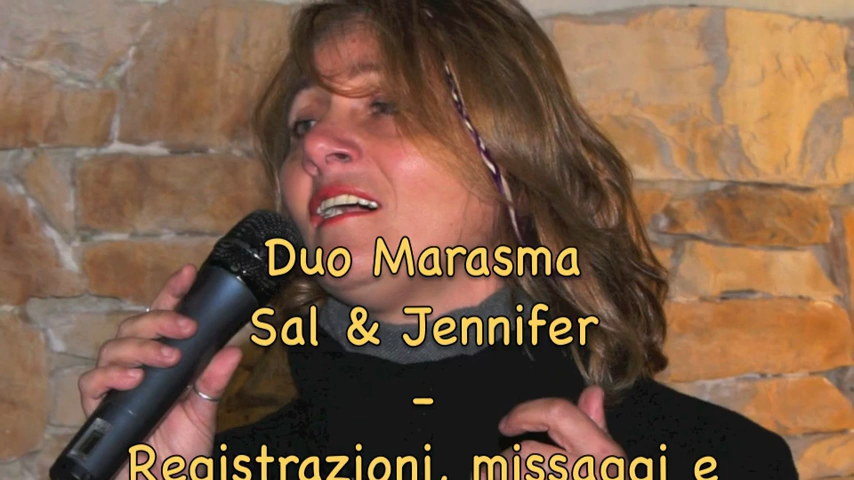 Duo Marasma
Sal & Jennifer
-
Registrazioni, missaggi e